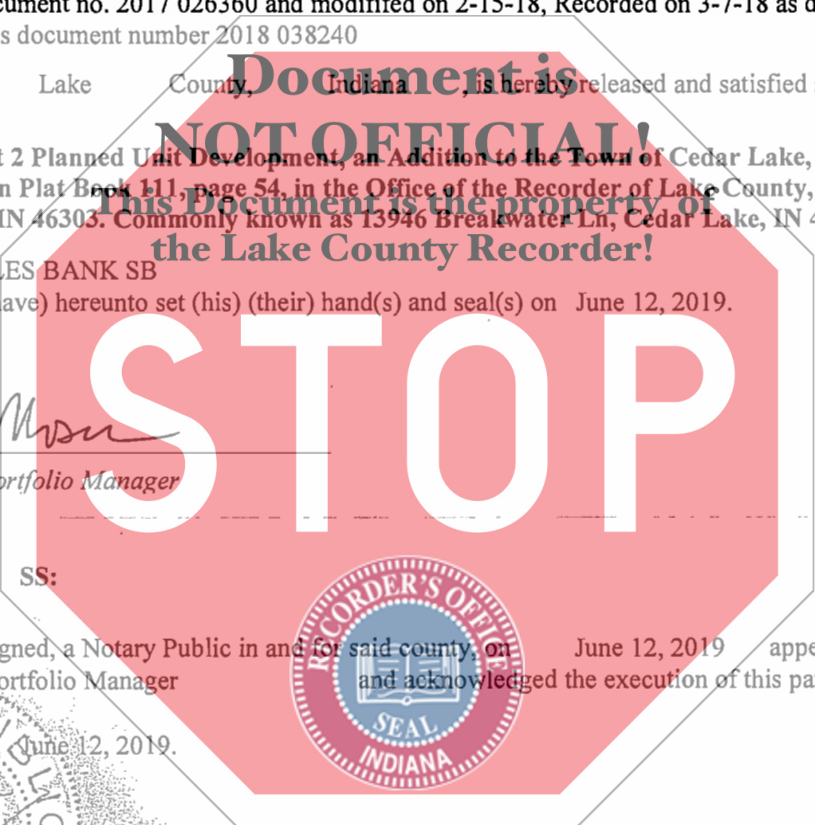 cument no. 2017 026360 and modifited on 2-15-18, Recorded on 3-7-18 as d
s document number 2018 038240
Document is
Lake County, Indiana , is hereby released and satisfied
NOT OFFICIAL!
t 2 Planned Unit Development, an Addition to the Town of Cedar Lake,
n Plat Book 111, page 54, in the Office of the Recorder of Lake County,
This Document is the property of
IN 46303. Commonly known as 13946 Breakwater Ln, Cedar Lake, IN 4
the Lake County Recorder!
LES BANK SB
ave) hereunto set (his) (their) hand(s) and seal(s) on June 12, 2019.
STOP
ortfolio Manager
SS:
RECORDER'S OFFICE
gned, a Notary Public in and for said county, on June 12, 2019 appe
ortfolio Manager and acknowledged the execution of this pa
SEAL
INDIANA
June 12, 2019.